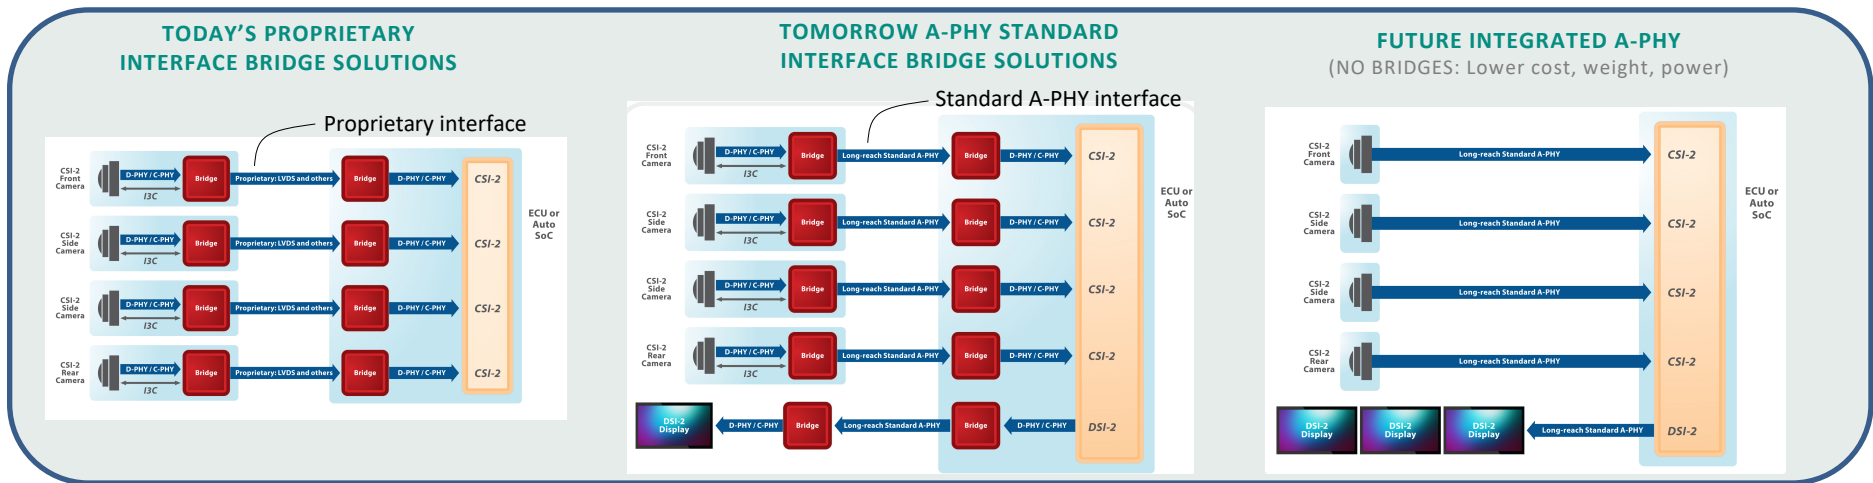 TODAY'S PROPRIETARY
INTERFACE BRIDGE SOLUTIONS
Proprietary interface
CSI-2
Front
Camera
D-PHY / C-PHY
I3C
Bridge
Proprietary: LVDS and others
Bridge
D-PHY / C-PHY
CSI-2
CSI-2
Side
Camera
D-PHY / C-PHY
I3C
Bridge
Proprietary: LVDS and others
Bridge
D-PHY / C-PHY
CSI-2
CSI-2
Side
Camera
D-PHY / C-PHY
I3C
Bridge
Proprietary: LVDS and others
Bridge
D-PHY / C-PHY
CSI-2
CSI-2
Rear
Camera
D-PHY / C-PHY
I3C
Bridge
Proprietary: LVDS and others
Bridge
D-PHY / C-PHY
CSI-2
ECU or
Auto
SoC
TOMORROW A-PHY STANDARD
INTERFACE BRIDGE SOLUTIONS
Standard A-PHY interface
CSI-2
Front
Camera
D-PHY / C-PHY
I3C
Bridge
Long-reach Standard A-PHY
Bridge
D-PHY / C-PHY
CSI-2
CSI-2
Side
Camera
D-PHY / C-PHY
I3C
Bridge
Long-reach Standard A-PHY
Bridge
D-PHY / C-PHY
CSI-2
CSI-2
Side
Camera
D-PHY / C-PHY
I3C
Bridge
Long-reach Standard A-PHY
Bridge
D-PHY / C-PHY
CSI-2
CSI-2
Rear
Camera
D-PHY / C-PHY
I3C
Bridge
Long-reach Standard A-PHY
Bridge
D-PHY / C-PHY
CSI-2
DSI-2
Display
D-PHY / C-PHY
Bridge
Long-reach Standard A-PHY
Bridge
D-PHY / C-PHY
DSI-2
ECU or
Auto
SoC
FUTURE INTEGRATED A-PHY
(NO BRIDGES: Lower cost, weight, power)
CSI-2
Front
Camera
Long-reach Standard A-PHY
CSI-2
CSI-2
Side
Camera
Long-reach Standard A-PHY
CSI-2
CSI-2
Side
Camera
Long-reach Standard A-PHY
CSI-2
CSI-2
Rear
Camera
Long-reach Standard A-PHY
CSI-2
DSI-2
Display
DSI-2
Display
DSI-2
Display
Long-reach Standard A-PHY
DSI-2
ECU or
Auto
SoC